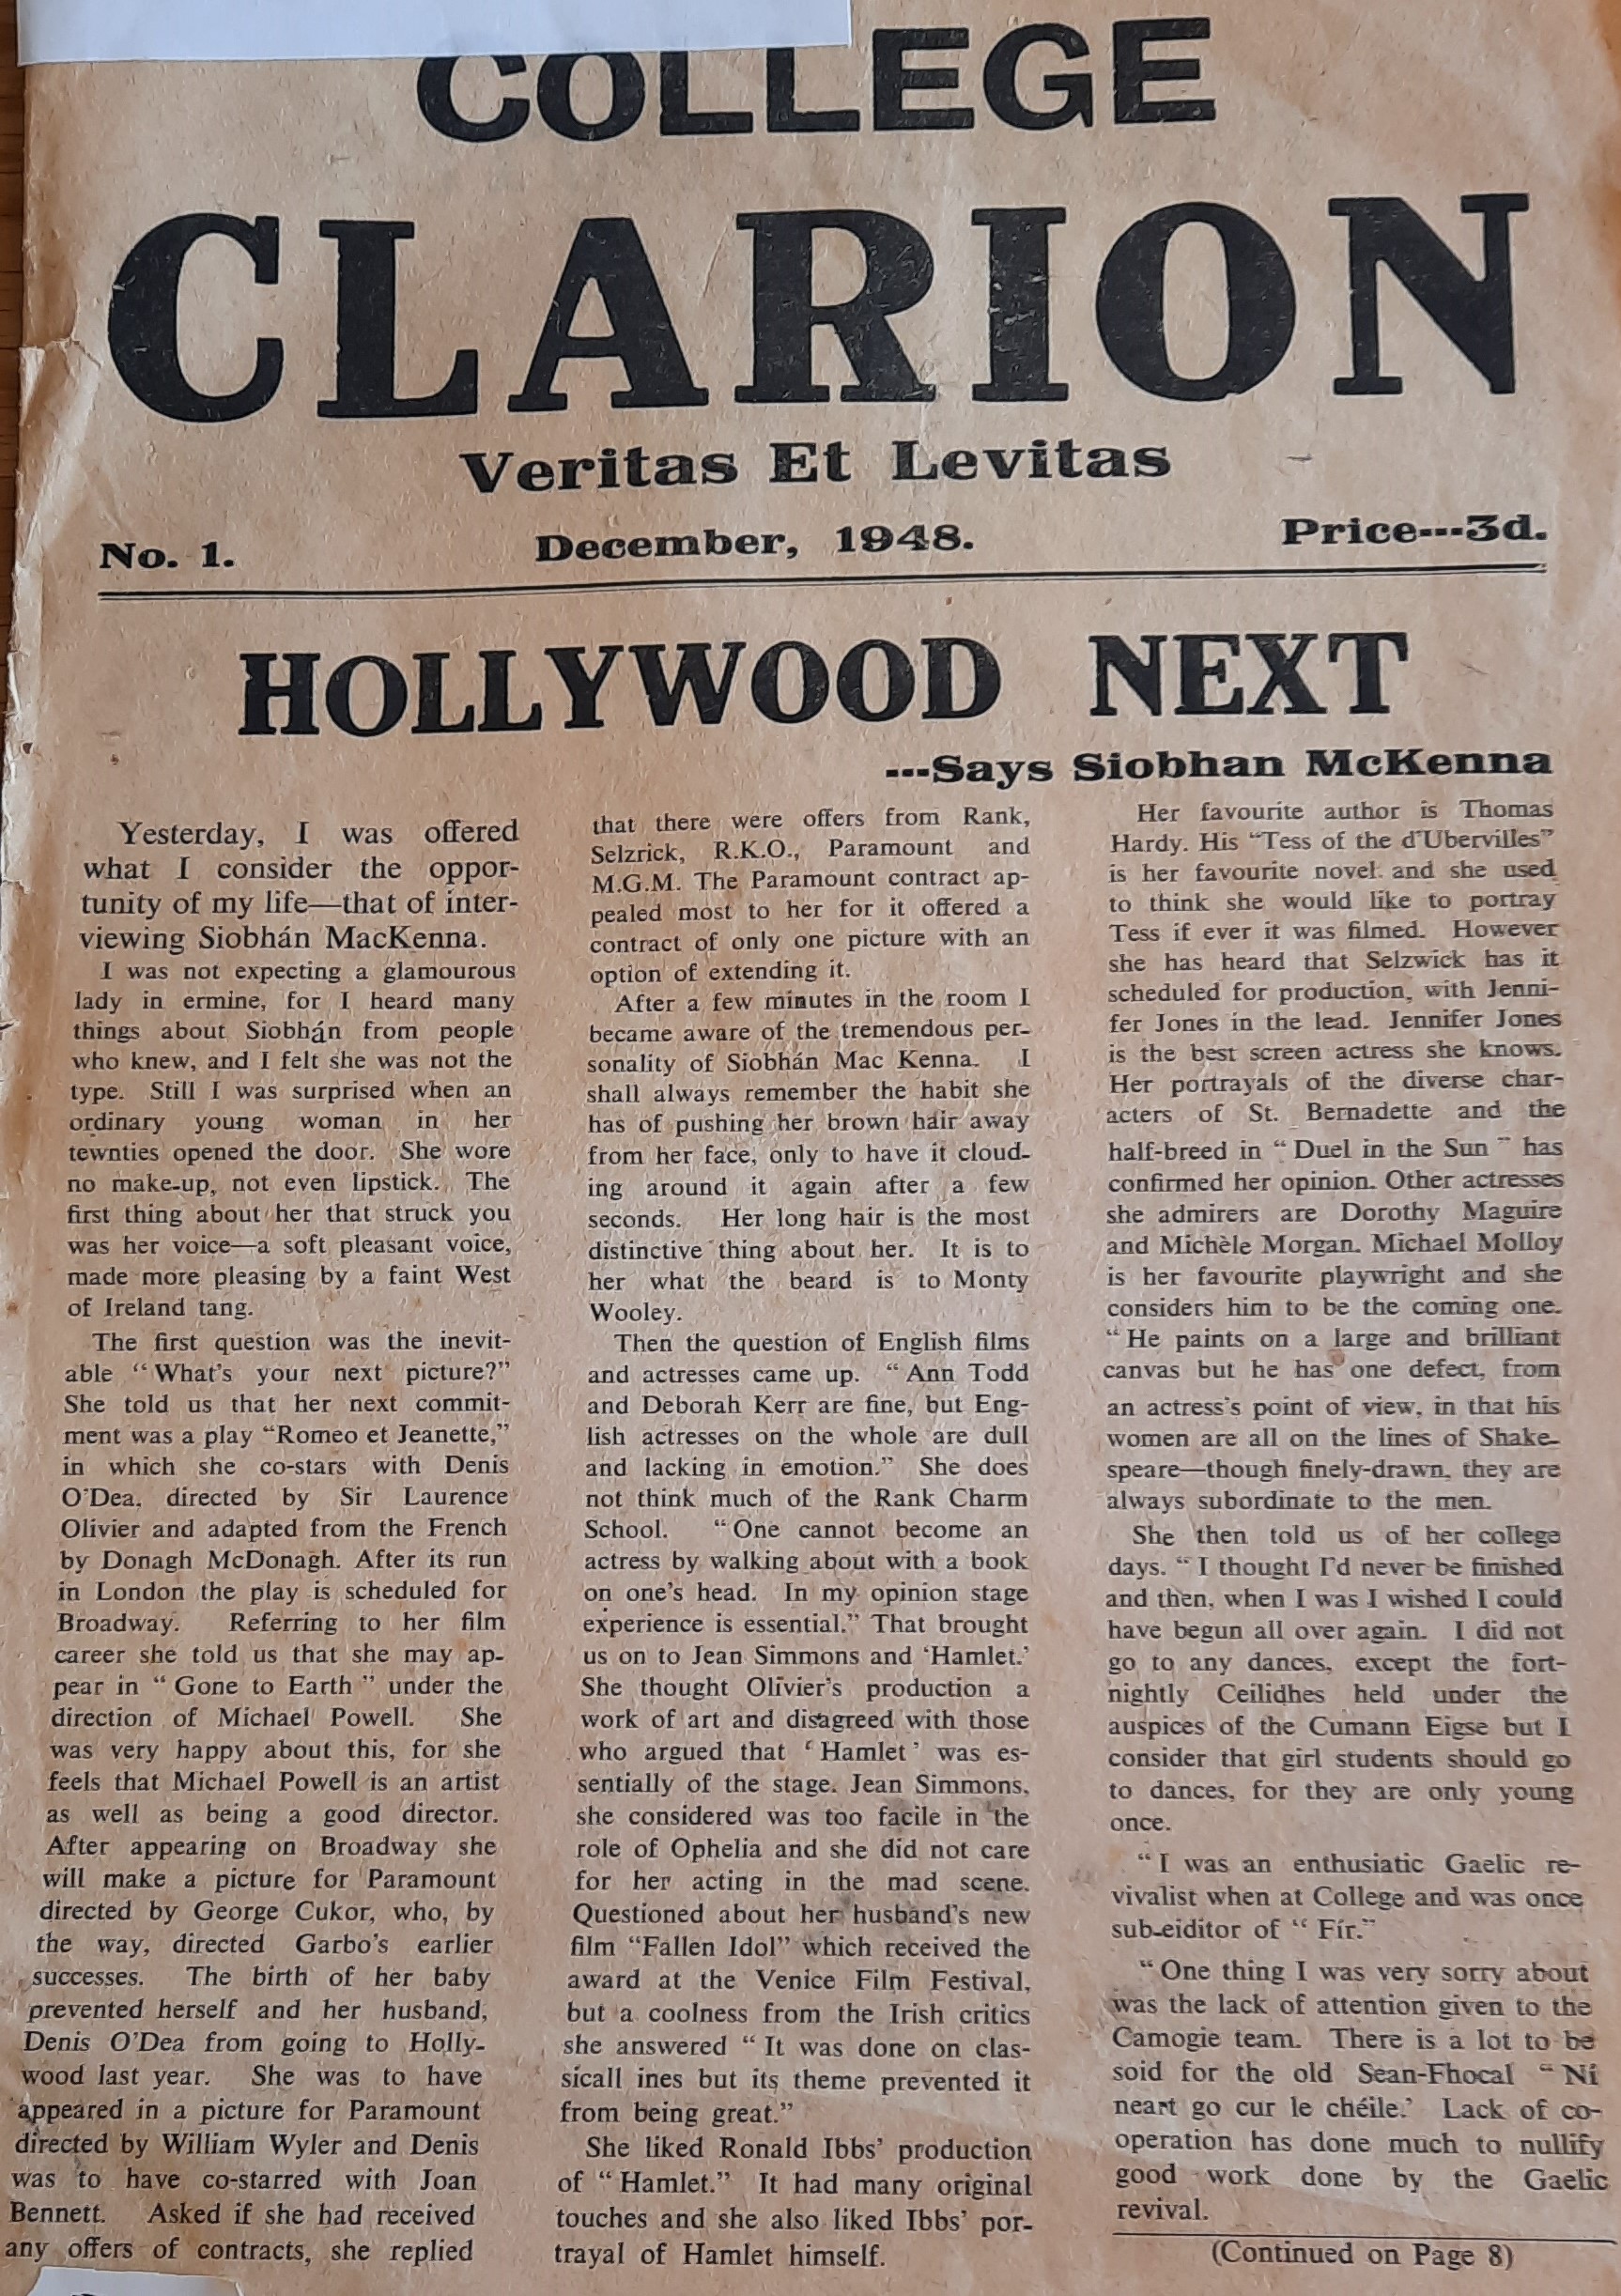 COLLEGE
CLARION
Veritas Et Levitas
No. 1. December, 1948. Price---3d.
HOLLYWOOD NEXT
---Says Siobhan McKenna
Yesterday, I was offered
what I consider the oppor-
tunity of my life—that of inter-
viewing Siobhán MacKenna.
I was not expecting a glamourous
lady in ermine, for I heard many
things about Siobhán from people
who knew, and I felt she was not the
type. Still I was surprised when an
ordinary young woman in her
tewnties opened the door. She wore
no make-up, not even lipstick. The
first thing about her that struck you
was her voice—a soft pleasant voice,
made more pleasing by a faint West
of Ireland tang.
The first question was the inevit-
able "What's your next picture?"
She told us that her next commit-
ment was a play "Romeo et Jeanette,"
in which she co-stars with Denis
O'Dea, directed by Sir Laurence
Olivier and adapted from the French
by Donagh McDonagh. After its run
in London the play is scheduled for
Broadway. Referring to her film
career she told us that she may ap-
pear in "Gone to Earth" under the
direction of Michael Powell. She
was very happy about this, for she
feels that Michael Powell is an artist
as well as being a good director.
After appearing on Broadway she
will make a picture for Paramount
directed by George Cukor, who, by
the way, directed Garbo's earlier
successes. The birth of her baby
prevented herself and her husband,
Denis O'Dea from going to Holly-
wood last year. She was to have
appeared in a picture for Paramount
directed by William Wyler and Denis
was to have co-starred with Joan
Bennett. Asked if she had received
any offers of contracts, she replied
that there were offers from Rank,
Selzrick, R.K.O., Paramount and
M.G.M. The Paramount contract ap-
pealed most to her for it offered a
contract of only one picture with an
option of extending it.
After a few minutes in the room I
became aware of the tremendous per-
sonality of Siobhán Mac Kenna. I
shall always remember the habit she
has of pushing her brown hair away
from her face, only to have it cloud-
ing around it again after a few
seconds. Her long hair is the most
distinctive thing about her. It is to
her what the beard is to Monty
Wooley.
Then the question of English films
and actresses came up. "Ann Todd
and Deborah Kerr are fine, but Eng-
lish actresses on the whole are dull
and lacking in emotion." She does
not think much of the Rank Charm
School. "One cannot become an
actress by walking about with a book
on one's head. In my opinion stage
experience is essential." That brought
us on to Jean Simmons and 'Hamlet.'
She thought Olivier's production a
work of art and disagreed with those
who argued that 'Hamlet' was es-
sentially of the stage. Jean Simmons,
she considered was too facile in the
role of Ophelia and she did not care
for her acting in the mad scene.
Questioned about her husband's new
film "Fallen Idol" which received the
award at the Venice Film Festival,
but a coolness from the Irish critics
she answered "It was done on clas-
sicall ines but its theme prevented it
from being great."
She liked Ronald Ibbs' production
of "Hamlet." It had many original
touches and she also liked Ibbs' por-
trayal of Hamlet himself.
Her favourite author is Thomas
Hardy. His "Tess of the d'Ubervilles"
is her favourite novel. and she used
to think she would like to portray
Tess if ever it was filmed. However
she has heard that Selzwick has it
scheduled for production, with Jenni-
fer Jones in the lead. Jennifer Jones
is the best screen actress she knows.
Her portrayals of the diverse char-
acters of St. Bernadette and the
half-breed in "Duel in the Sun" has
confirmed her opinion. Other actresses
she admirers are Dorothy Maguire
and Michèle Morgan. Michael Molloy
is her favourite playwright and she
considers him to be the coming one.
"He paints on a large and brilliant
canvas but he has one defect, from
an actress's point of view, in that his
women are all on the lines of Shake-
speare—though finely-drawn, they are
always subordinate to the men.
She then told us of her college
days. "I thought I'd never be finished
and then, when I was I wished I could
have begun all over again. I did not
go to any dances, except the fort-
nightly Ceilidhes held under the
auspices of the Cumann Eigse but I
consider that girl students should go
to dances, for they are only young
once.
"I was an enthusiatic Gaelic re-
vivalist when at College and was once
sub-eiditor of "Fír."
"One thing I was very sorry about
was the lack of attention given to the
Camogie team. There is a lot to be
soid for the old Sean-Fhocal "Ní
neart go cur le chéile.' Lack of co-
operation has done much to nullify
good work done by the Gaelic
revival.
(Continued on Page 8)